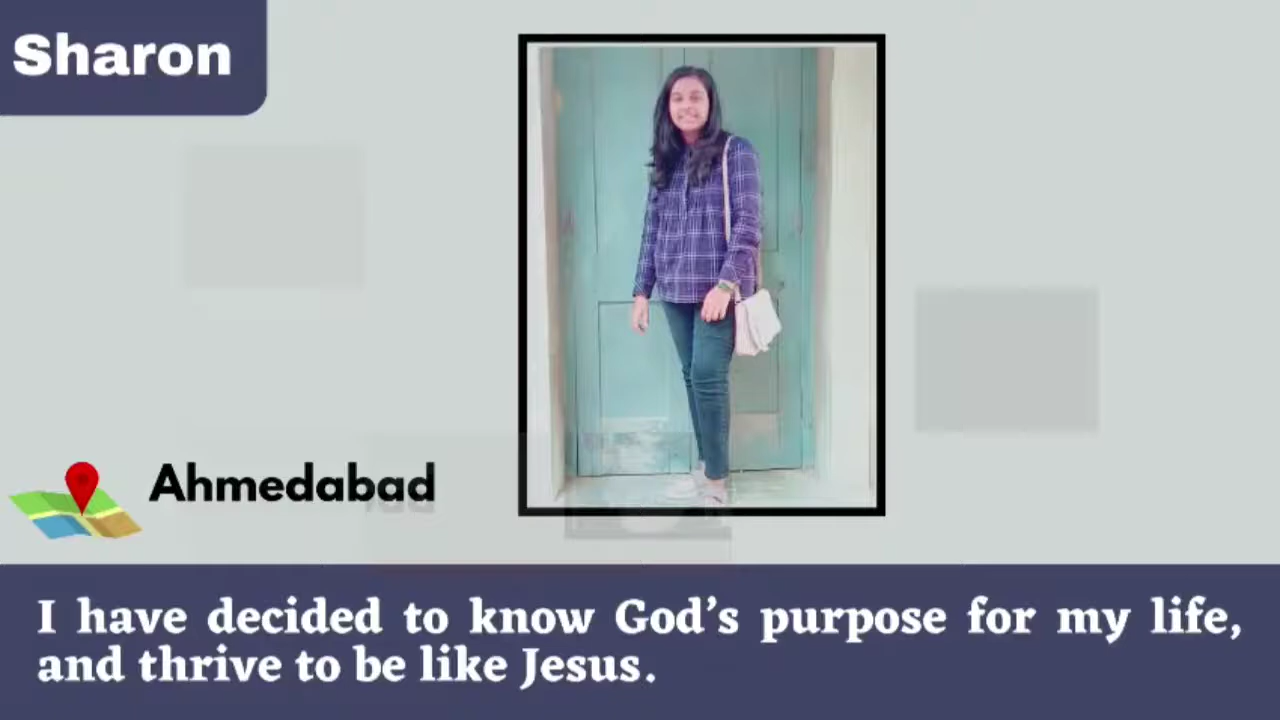 Sharon
Ahmedabad
I have decided to know God’s purpose for my life,
and thrive to be like Jesus.